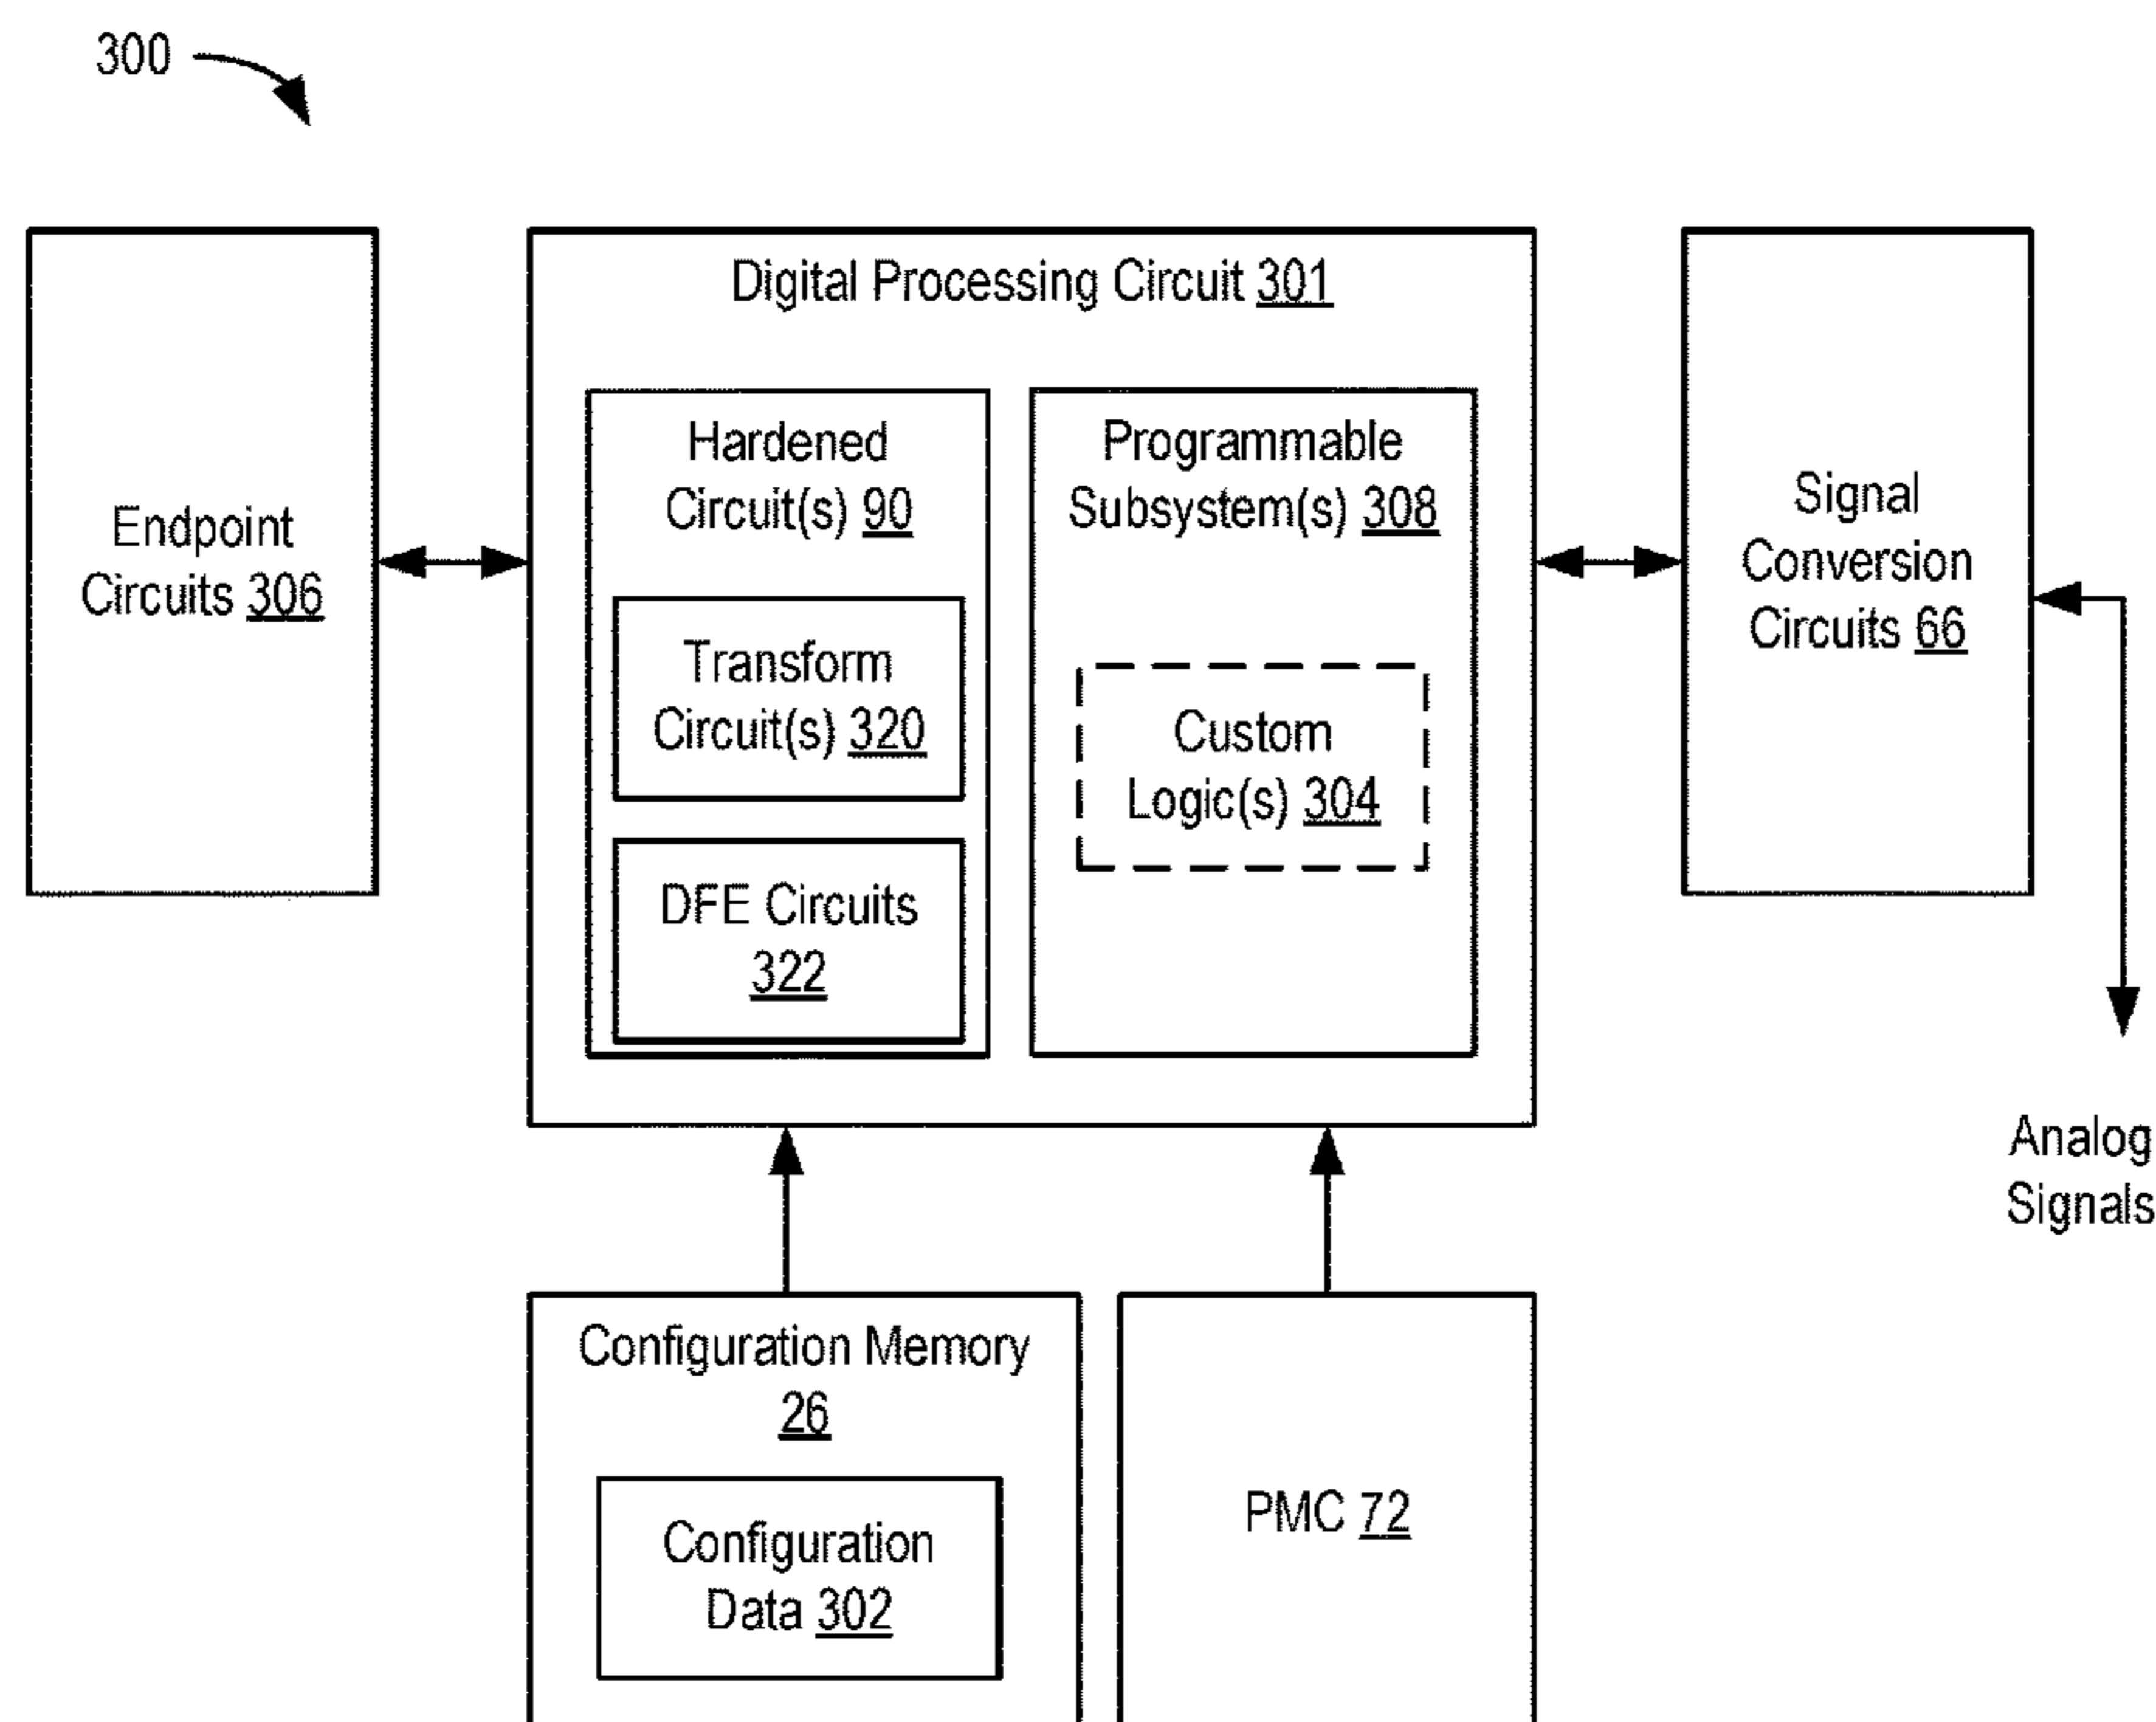 300
Digital Processing Circuit 301
Endpoint
Circuits 306
Hardened
Circuit(s) 90
Transform
Circuit(s) 320
DFE Circuits
322
Programmable
Subsystem(s) 308
Custom
Logic(s) 304
Signal
Conversion
Circuits 66
Analog
Signals
Configuration Memory
26
Configuration
Data 302
PMC 72